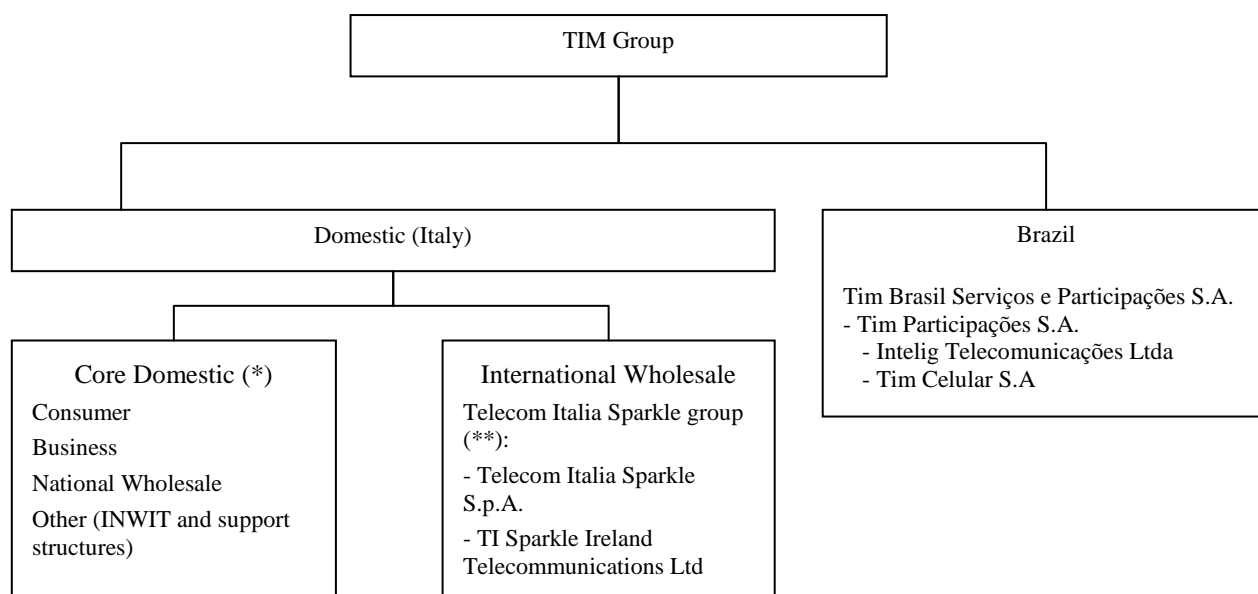 TIM Group
Domestic (Italy)
Brazil
Tim Brasil Serviços e Participações S.A.
- Tim Participações S.A.
- Intelig Telecomunicações Ltda
- Tim Celular S.A
Core Domestic (*)
Consumer
Business
National Wholesale
Other (INWIT and support
structures)
International Wholesale
Telecom Italia Sparkle group
(**):
- Telecom Italia Sparkle
S.p.A.
- TI Sparkle Ireland
Telecommunications Ltd